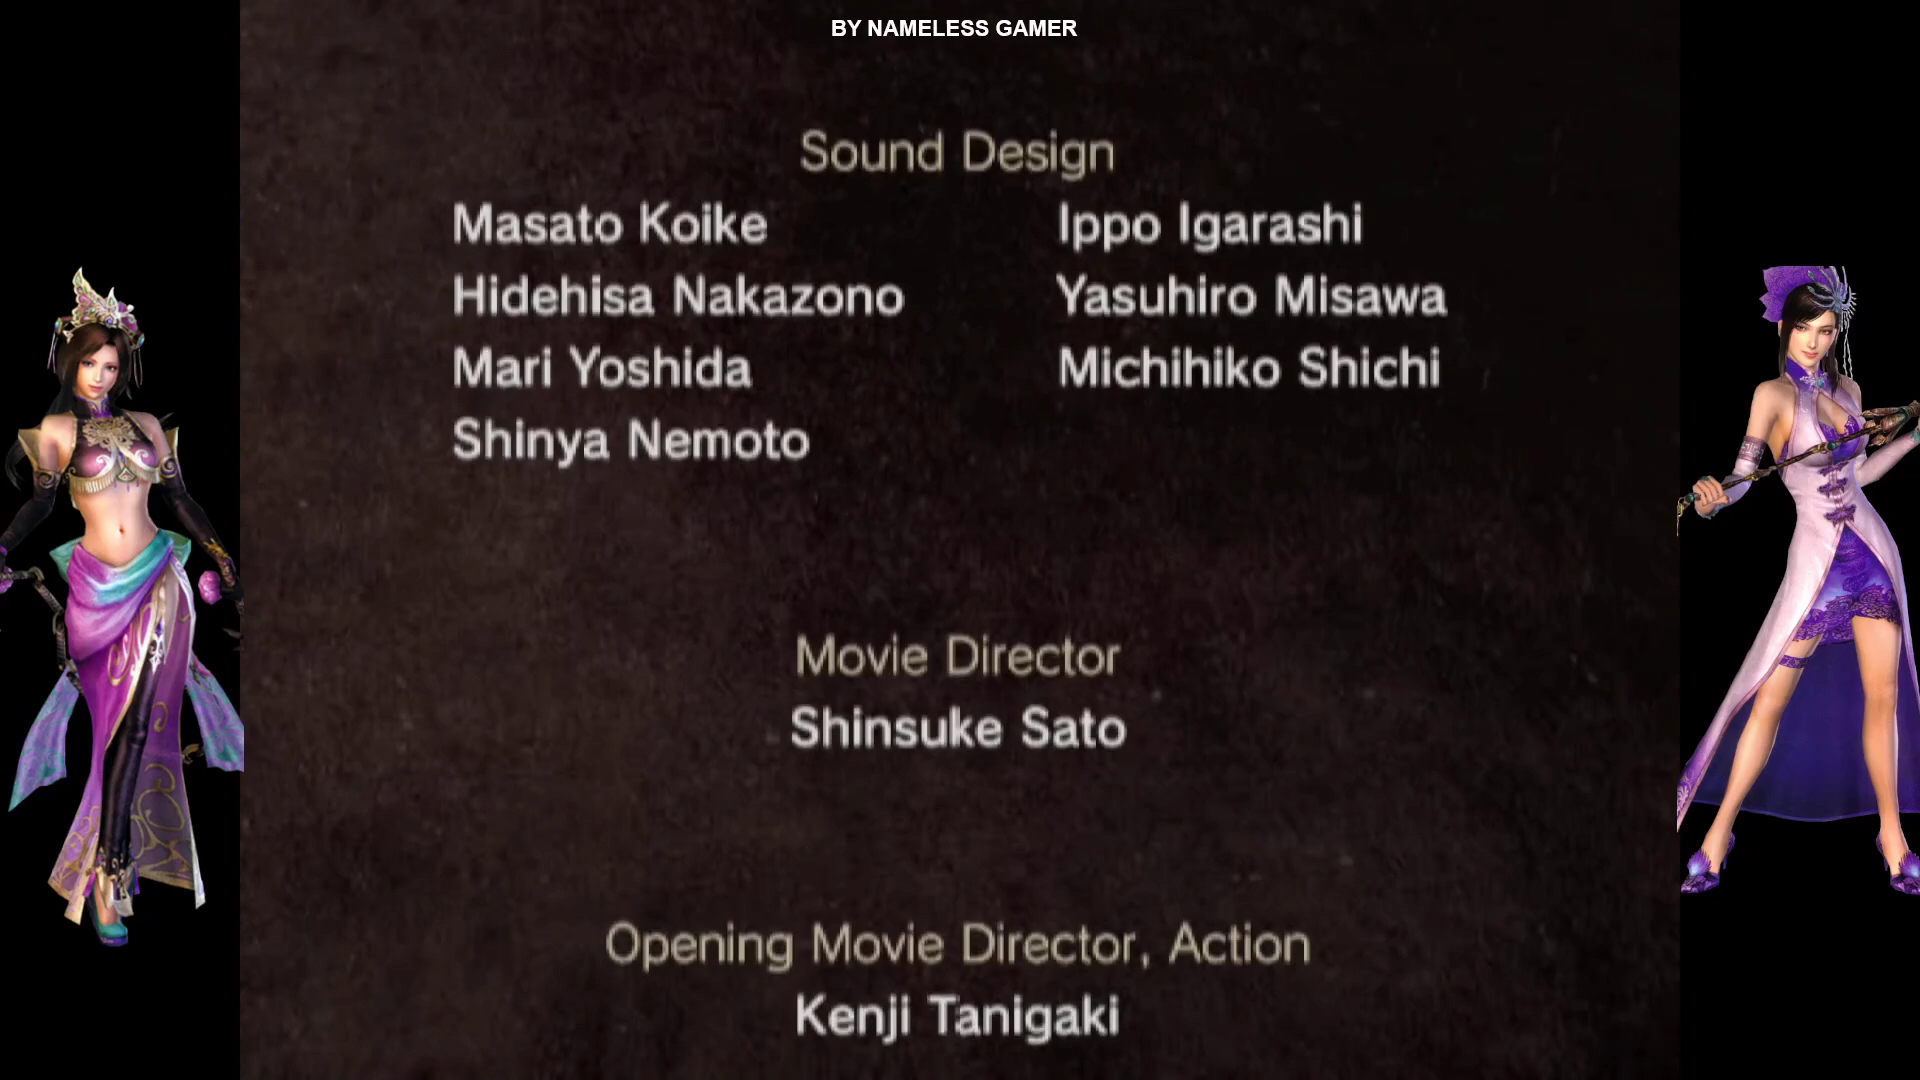 BY NAMELESS GAMER
Sound Design
Masato Koike Ippo Igarashi
Hidehisa Nakazono Yasuhiro Misawa
Mari Yoshida Michihiko Shichi
Shinya Nemoto
Movie Director
Shinsuke Sato
Opening Movie Director, Action
Kenji Tanigaki